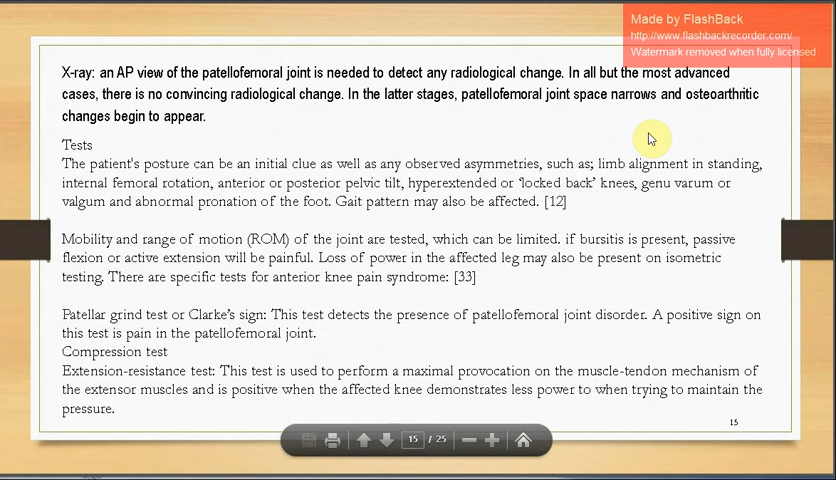 Made by FlashBack
http://www.flashbackrecorder.com/
Watermark removed when fully licensed
X-ray: an AP view of the patellofemoral joint is needed to detect any radiological change. In all but the most advanced
cases, there is no convincing radiological change. In the latter stages, patellofemoral joint space narrows and osteoarthritic
changes begin to appear.
Tests
The patient's posture can be an initial clue as well as any observed asymmetries, such as; limb alignment in standing,
internal femoral rotation, anterior or posterior pelvic tilt, hyperextended or ‘locked back’ knees, genu varum or
valgum and abnormal pronation of the foot. Gait pattern may also be affected. [12]
Mobility and range of motion (ROM) of the joint are tested, which can be limited. if bursitis is present, passive
flexion or active extension will be painful. Loss of power in the affected leg may also be present on isometric
testing. There are specific tests for anterior knee pain syndrome: [33]
Patellar grind test or Clarke’s sign: This test detects the presence of patellofemoral joint disorder. A positive sign on
this test is pain in the patellofemoral joint.
Compression test
Extension-resistance test: This test is used to perform a maximal provocation on the muscle-tendon mechanism of
the extensor muscles and is positive when the affected knee demonstrates less power to when trying to maintain the
pressure.
15
15 / 25